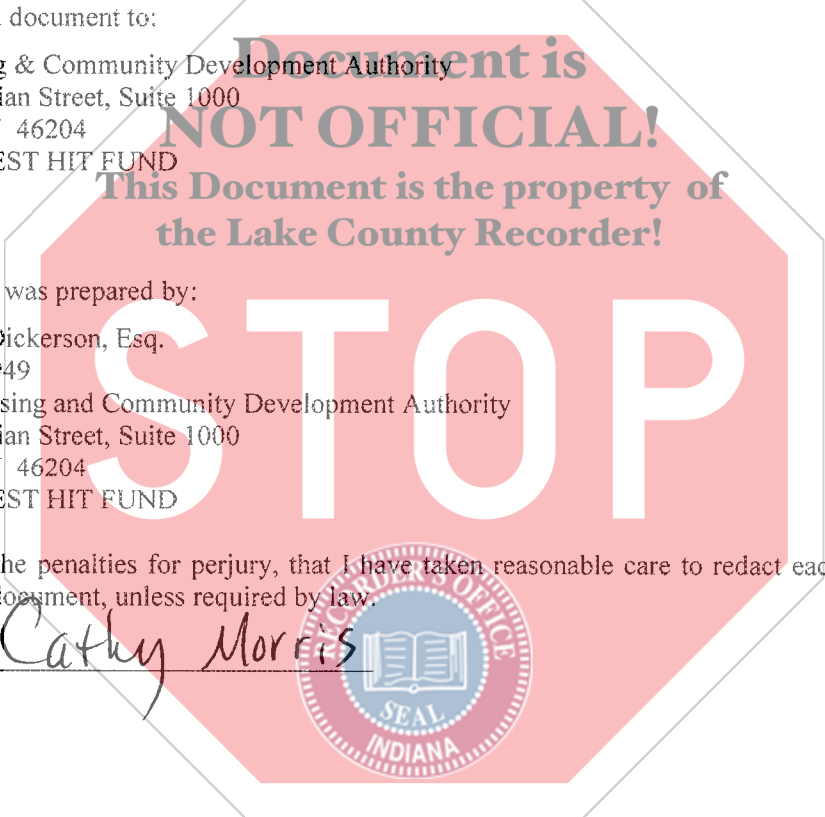 document to:
Document is
& Community Development Authority
ian Street, Suite 1000
NOT OFFICIAL!
46204
EST HIT FUND
This Document is the property of
the Lake County Recorder!
was prepared by:
Dickerson, Esq.
949
sing and Community Development Authority
ian Street, Suite 1000
46204
EST HIT FUND
STOP
he penalties for perjury, that I have taken reasonable care to redact eac
document, unless required by law.
Cathy Morris
RECORDER'S OFFICE
SEAL
INDIANA